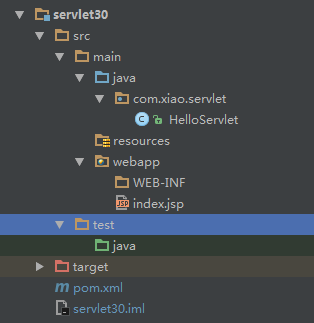 servlet30
src
main
java
com.xiao.servlet
C HelloServlet
resources
webapp
WEB-INF
JSP index.jsp
test
java
target
m pom.xml
servlet30.iml